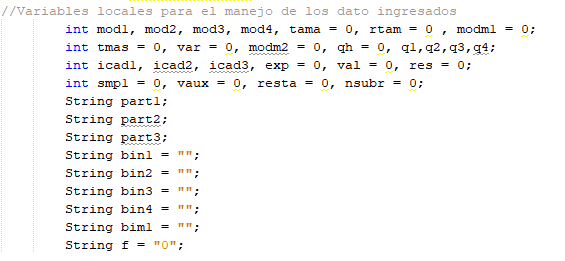 //Variables locales para el manejo de los dato ingresados
int mod1, mod2, mod3, mod4, tama = 0, rtam = 0 , modm1 = 0;
int tmas = 0, var = 0, modm2 = 0, qh = 0, q1,q2,q3,q4;
int icad1, icad2, icad3, exp = 0, val = 0, res = 0;
int smp1 = 0, vaux = 0, resta = 0, nsubr = 0;
String part1;
String part2;
String part3;
String bin1 = "";
String bin2 = "";
String bin3 = "";
String bin4 = "";
String bim1 = "";
String f = "0";